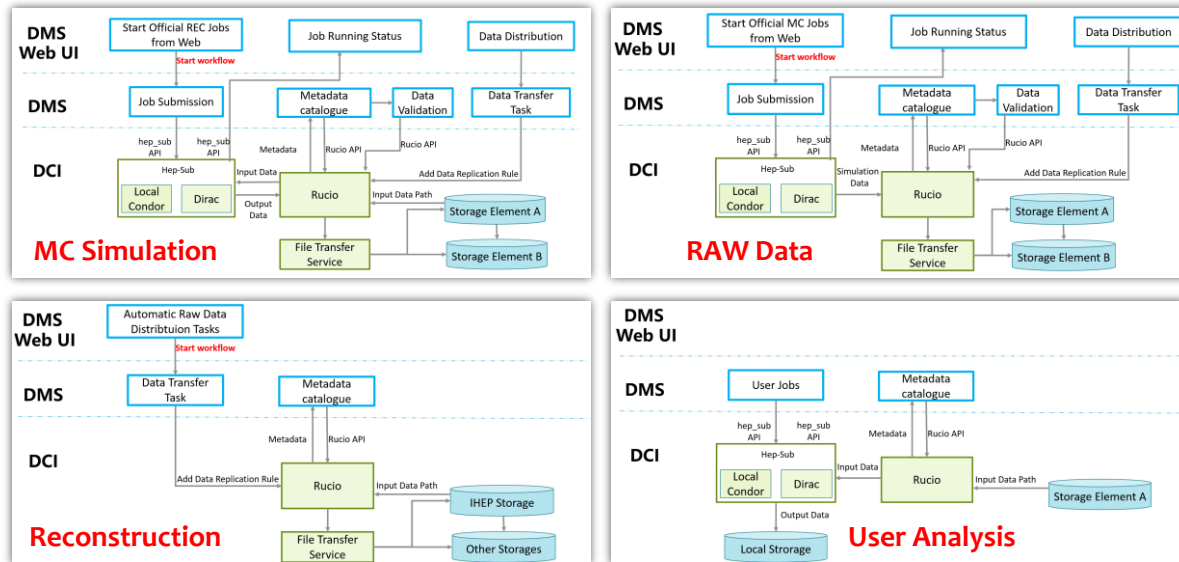 DMS
Web UI
Start Official REC Jobs
from Web
Job Running Status
Data Distribution
Start workflow
DMS
Job Submission
Metadata
catalogue
Data
Validation
Data Transfer
Task
hep_sub
API
hep_sub
API
Metadata
Rucio API
Rucio API
DCI
Hep-Sub
Local
Condor
Dirac
Input Data
Output
Data
Rucio
Add Data Replication Rule
Input Data Path
Storage Element A
File Transfer
Service
Storage Element B
MC Simulation
DMS
Web UI
Start Official MC Jobs
from Web
Job Running Status
Data Distribution
Start workflow
DMS
Job Submission
Metadata
catalogue
Data
Validation
Data Transfer
Task
hep_sub
API
hep_sub
API
Metadata
Rucio API
Rucio API
DCI
Hep-Sub
Local
Condor
Dirac
Simulation
Data
Rucio
Add Data Replication Rule
Storage Element A
File Transfer
Service
Storage Element B
RAW Data
DMS
Web UI
Automatic Raw Data
Distribtuion Tasks
Start workflow
DMS
Data Transfer
Task
Metadata
catalogue
Metadata
Rucio API
DCI
Add Data Replication Rule
Rucio
Input Data Path
IHEP Storage
File Transfer
Service
Other Storages
Reconstruction
DMS
Web UI
DMS
User Jobs
Metadata
catalogue
hep_sub
API
hep_sub
API
Metadata
Rucio API
DCI
Hep-Sub
Local
Condor
Dirac
Input Data
Rucio
Input Data Path
Storage Element A
Output Data
Local Strorage
User Analysis